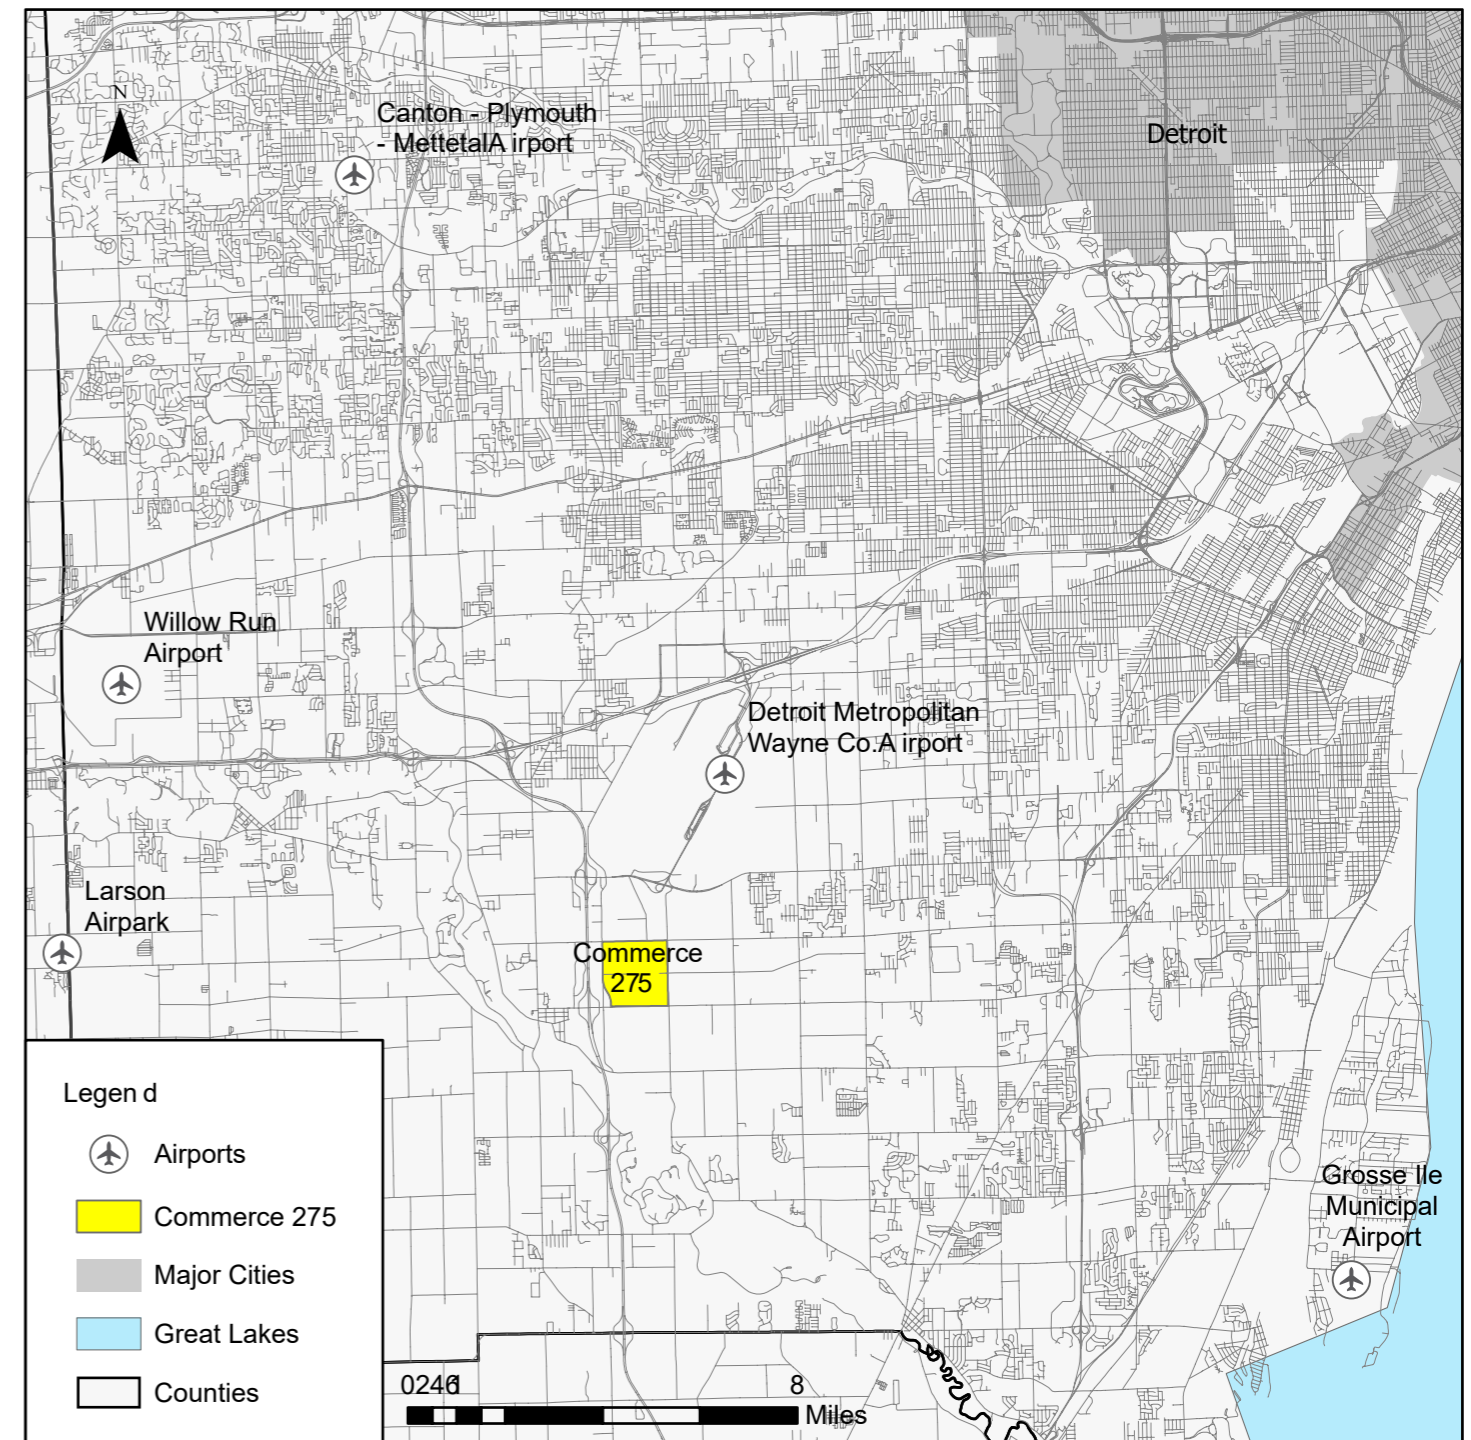 N
Canton - Plymouth
- MettetalA irport
Detroit
Willow Run
Airport
Detroit Metropolitan
Wayne Co.A irport
Larson
Airpark
Commerce
275
Grosse Ile
Municipal
Airport
Legen d
Airports
Commerce 275
Major Cities
Great Lakes
Counties
8
Miles